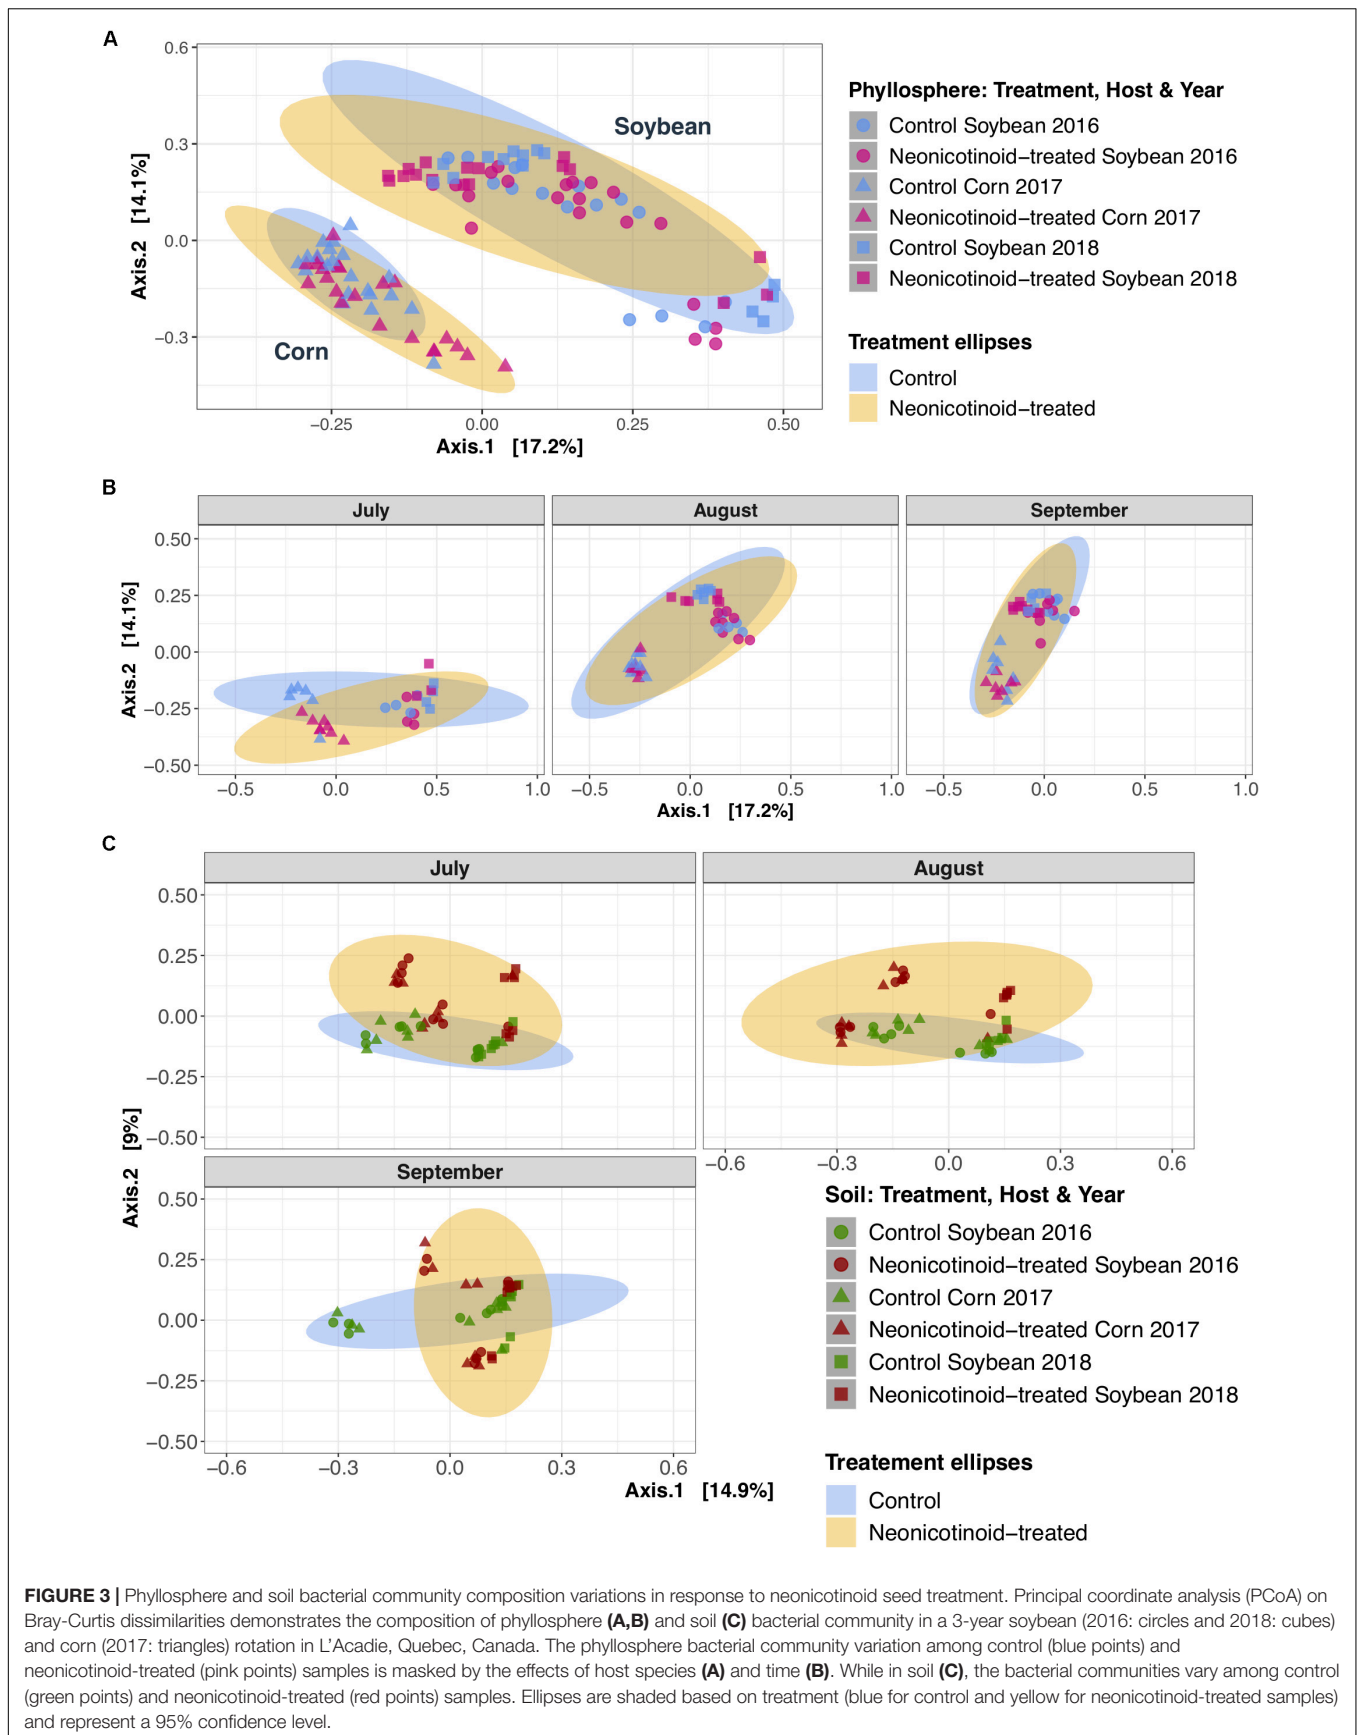 A
0.6
0.3
0.0
−0.3
Axis.2 [14.1%]
Soybean
Corn
−0.25
0.00
0.25
0.50
Axis.1 [17.2%]
Phyllosphere: Treatment, Host & Year
Control Soybean 2016
Neonicotinoid−treated Soybean 2016
Control Corn 2017
Neonicotinoid−treated Corn 2017
Control Soybean 2018
Neonicotinoid−treated Soybean 2018
Treatment ellipses
Control
Neonicotinoid−treated
B
July
August
September
0.50
0.25
0.00
−0.25
−0.50
Axis.2 [14.1%]
−0.5 0.0 0.5 1.0
−0.5 0.0 0.5 1.0
−0.5 0.0 0.5 1.0
Axis.1 [17.2%]
C
July
August
0.50
0.25
0.00
−0.25
−0.50
−0.6 −0.3 0.0 0.3 0.6
Axis.2 [9%]
September
0.50
0.25
0.00
−0.25
−0.50
−0.6 −0.3 0.0 0.3 0.6
Axis.1 [14.9%]
Soil: Treatment, Host & Year
Control Soybean 2016
Neonicotinoid−treated Soybean 2016
Control Corn 2017
Neonicotinoid−treated Corn 2017
Control Soybean 2018
Neonicotinoid−treated Soybean 2018
Treatement ellipses
Control
Neonicotinoid−treated
FIGURE 3 | Phyllosphere and soil bacterial community composition variations in response to neonicotinoid seed treatment. Principal coordinate analysis (PCoA) on
Bray-Curtis dissimilarities demonstrates the composition of phyllosphere (A,B) and soil (C) bacterial community in a 3-year soybean (2016: circles and 2018: cubes)
and corn (2017: triangles) rotation in L'Acadie, Quebec, Canada. The phyllosphere bacterial community variation among control (blue points) and
neonicotinoid-treated (pink points) samples is masked by the effects of host species (A) and time (B). While in soil (C), the bacterial communities vary among control
(green points) and neonicotinoid-treated (red points) samples. Ellipses are shaded based on treatment (blue for control and yellow for neonicotinoid-treated samples)
and represent a 95% confidence level.